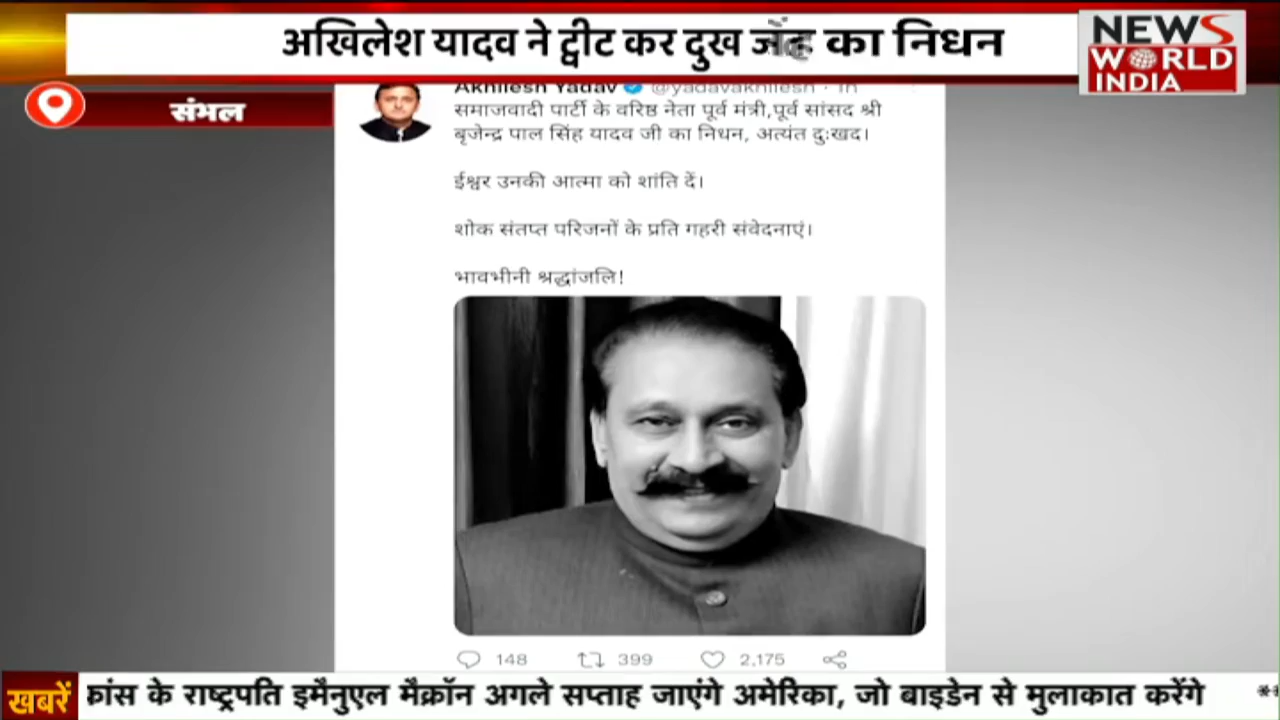 अखिलेश यादव ने ट्वीट कर दुख का निधन
NEWS
WORLD
INDIA
संभल
Akhilesh Yadav @yadavakhilesh · 1h
समाजवादी पार्टी के वरिष्ठ नेता पूर्व मंत्री,पूर्व सांसद श्री
बृजेन्द्र पाल सिंह यादव जी का निधन, अत्यंत दुःखद।
ईश्वर उनकी आत्मा को शांति दें।
शोक संतप्त परिजनों के प्रति गहरी संवेदनाएं।
भावभीनी श्रद्धांजलि!
148 399 2,175
खबरें
फ्रांस के राष्ट्रपति इमैनुएल मैक्रॉन अगले सप्ताह जाएंगे अमेरिका, जो बाइडेन से मुलाकात करेंगे